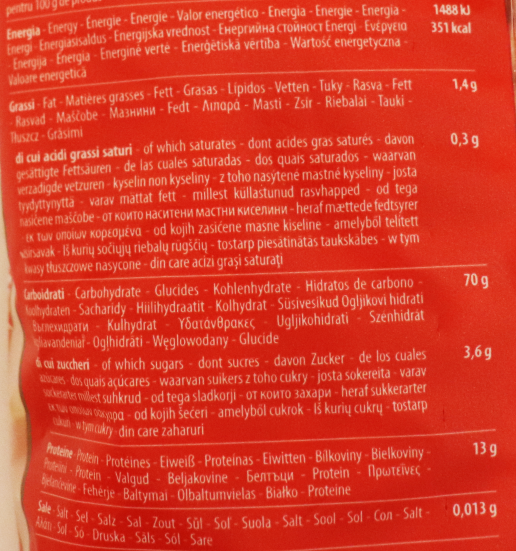 pentru 100 g de
Energia - Energy - Énergie - Energie - Valor energético - Energia - Energie - Energia -
Energi - Energiasisaldus - Energijska vrednost - Енергийна стойност Energi - Ενέργεια
- Energija - Energia - Enerģinė vertė - Enerģētiskā vērtība - Wartość energetyczna -
Valoare energetică
1488 kJ
351 kcal
Grassi - Fat - Matières grasses - Fett - Grasas - Lípidos - Vetten - Tuky - Rasva - Fett
- Rasvad - Maščobe - Мазнини - Fedt - Λιπαρά - Masti - Zsír - Riebalai - Tauki -
Tłuszcz - Grăsimi
1,4 g
di cui acidi grassi saturi - of which saturates - dont acides gras saturés - davon
gesättigte Fettsäuren - de las cuales saturadas - dos quais saturados - waarvan
verzadigde vetzuren - kyselin non kyseliny - z toho nasýtené mastné kyseliny - josta
tyydyttynyttä - varav mättat fett - millest küllastunud rasvhapped - od tega
nasičene maščobe - от които наситени мастни киселини - heraf mættede fedtsyrer
- εκ των οποίων κορεσμένα - od kojih zasićene masne kiseline - amelyből telített
zsírsavak - Iš kurių sočiųjų riebalų rūgščių - tostarp piesātinātās taukskābes - w tym
kwasy tłuszczowe nasycone - din care acizi grași saturați
0,3 g
Carboidrati - Carbohydrate - Glucides - Kohlenhydrate - Hidratos de carbono -
Koolhydraten - Sacharidy - Hiilihydraatit - Kolhydrat - Süsivesikud Ogljikovi hidrati
Въглехидрати - Kulhydrat - Υδατάνθρακες - Ugljikohidrati - Szénhidrát
Angliavandeniai - Ogļhidrāti - Węglowodany - Glucide
70 g
di cui zuccheri - of which sugars - dont sucres - davon Zucker - de los cuales
azúcares - dos quais açúcares - waarvan suikers z toho cukry - josta sokereita - varav
sockerarter millest suhkrud - od tega sladkorji - от които захари - heraf sukkerarter
εκ των οποίων σάκχαρα - od kojih šećeri - amelyből cukrok - Iš kurių cukrų - tostarp
cukuri - w tym cukry - din care zaharuri
3,6 g
Proteine - Protein - Protéines - Eiweiß - Proteínas - Eiwitten - Bílkoviny - Bielkoviny -
Proteiini - Protein - Valgud - Beljakovine - Белтъци - Protein - Πρωτεΐνες -
Bjelančevine - Fehérje - Baltymai - Olbaltumvielas - Białko - Proteine
13 g
Sale - Salt - Sel - Salz - Sal - Zout - Sůl - Soľ - Suola - Salt - Sool - Sol - Сол - Salt -
Αλάτι - Sol - Só - Druska - Sāls - Sól - Sare
0,013 g